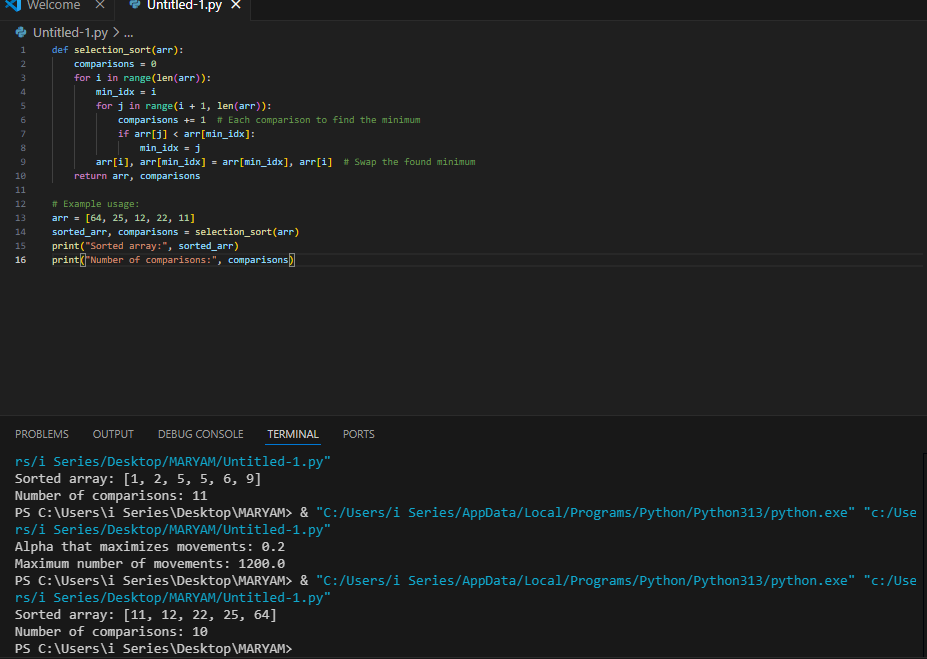 Welcome
Untitled-1.py
Untitled-1.py > ...
1 def selection_sort(arr):
2     comparisons = 0
3     for i in range(len(arr)):
4         min_idx = i
5         for j in range(i + 1, len(arr)):
6             comparisons += 1  # Each comparison to find the minimum
7             if arr[j] < arr[min_idx]:
8                 min_idx = j
9         arr[i], arr[min_idx] = arr[min_idx], arr[i]  # Swap the found minimum
10     return arr, comparisons
11
12 # Example usage:
13 arr = [64, 25, 12, 22, 11]
14 sorted_arr, comparisons = selection_sort(arr)
15 print("Sorted array:", sorted_arr)
16 print("Number of comparisons:", comparisons)
PROBLEMS OUTPUT DEBUG CONSOLE TERMINAL PORTS
rs/i Series/Desktop/MARYAM/Untitled-1.py"
Sorted array: [1, 2, 5, 5, 6, 9]
Number of comparisons: 11
PS C:\Users\i Series\Desktop\MARYAM> & "C:/Users/i Series/AppData/Local/Programs/Python/Python313/python.exe" "c:/Use
rs/i Series/Desktop/MARYAM/Untitled-1.py"
Alpha that maximizes movements: 0.2
Maximum number of movements: 1200.0
PS C:\Users\i Series\Desktop\MARYAM> & "C:/Users/i Series/AppData/Local/Programs/Python/Python313/python.exe" "c:/Use
rs/i Series/Desktop/MARYAM/Untitled-1.py"
Sorted array: [11, 12, 22, 25, 64]
Number of comparisons: 10
PS C:\Users\i Series\Desktop\MARYAM>